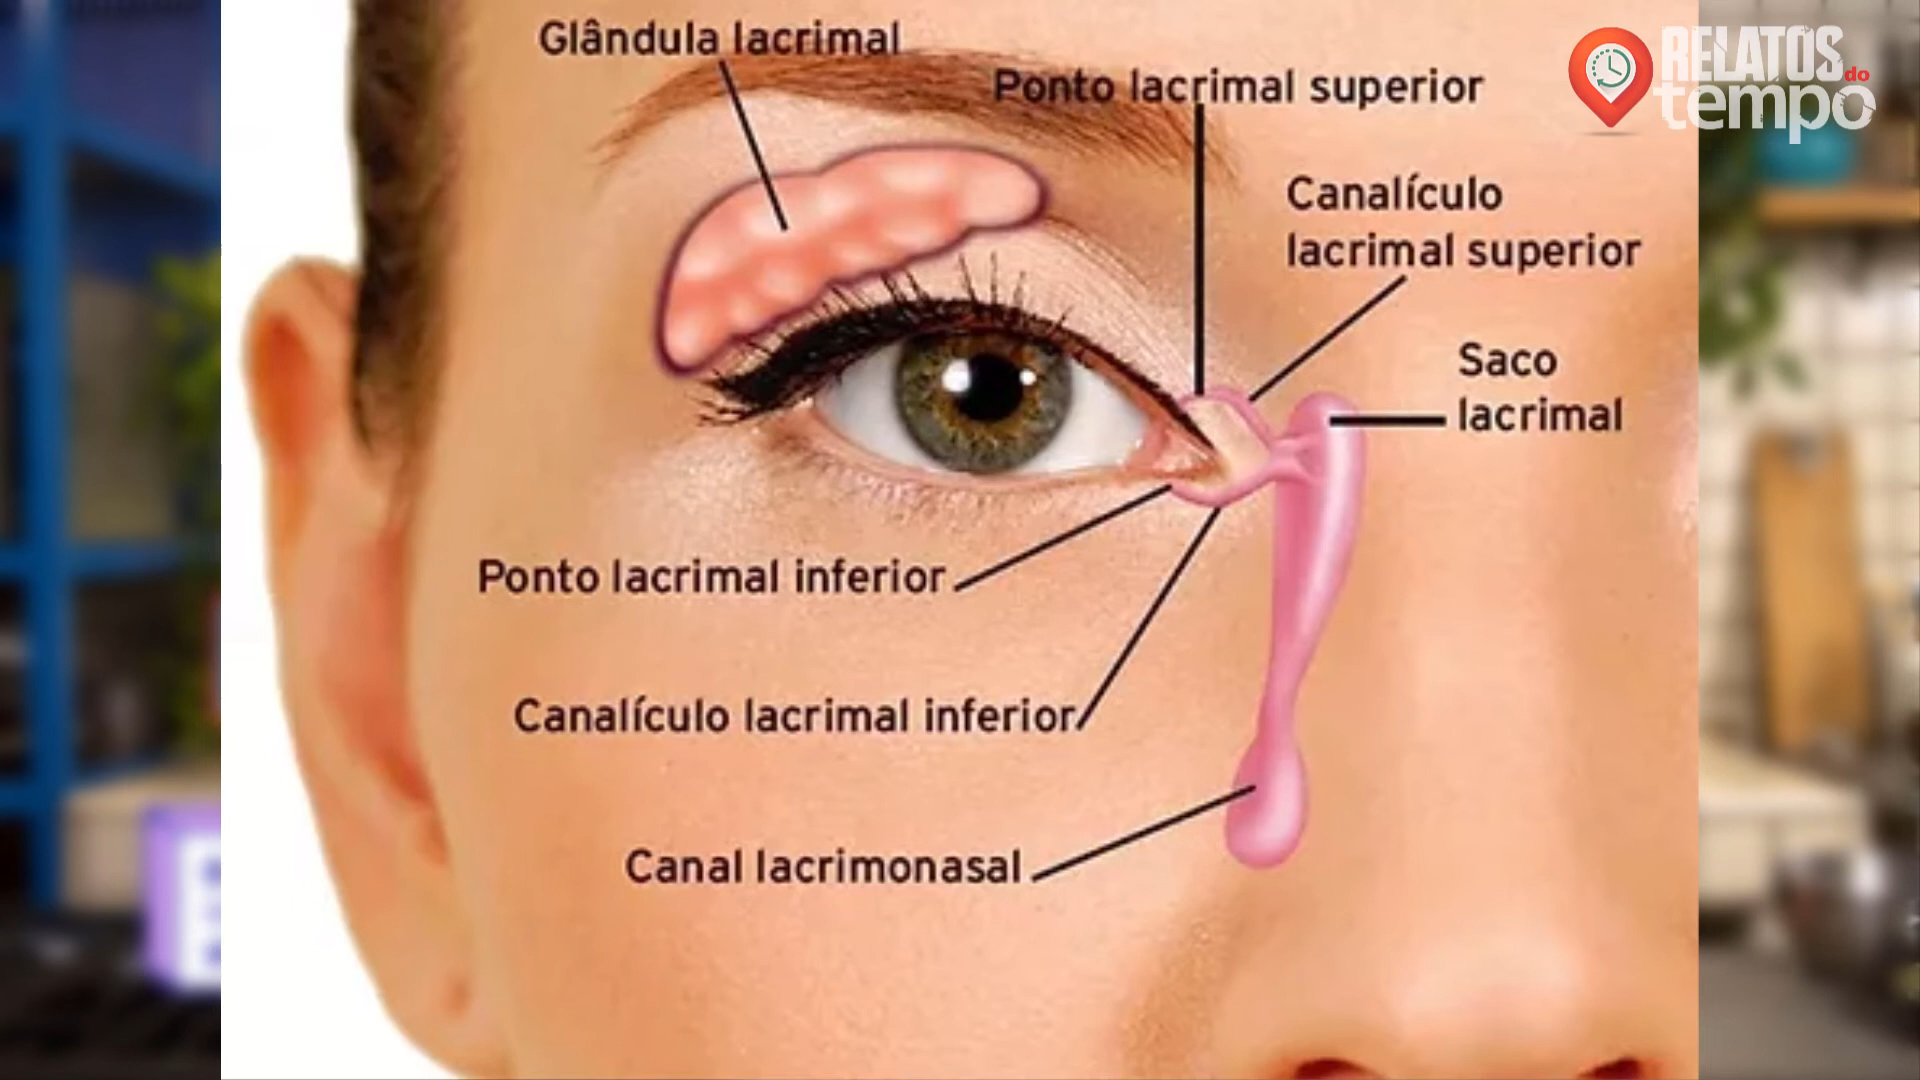 Glândula lacrimal
Ponto lacrimal superior
RELATOS do
tempo
Canalículo
lacrimal superior
Saco
lacrimal
Ponto lacrimal inferior
Canalículo lacrimal inferior
Canal lacrimonasal